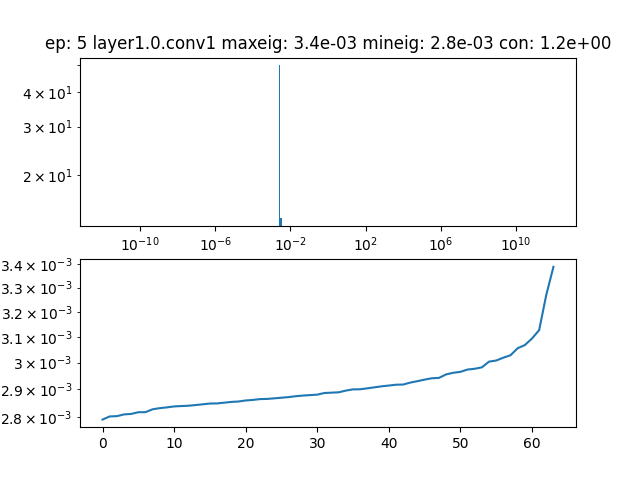 ep: 5 layer1.0.conv1 maxeig: 3.4e-03 mineig: 2.8e-03 con: 1.2e+00
4 × 10¹
3 × 10¹
2 × 10¹
10⁻¹⁰ 10⁻⁶ 10⁻² 10² 10⁶ 10¹⁰
3.4 × 10⁻³
3.3 × 10⁻³
3.2 × 10⁻³
3.1 × 10⁻³
3 × 10⁻³
2.9 × 10⁻³
2.8 × 10⁻³
0 10 20 30 40 50 60